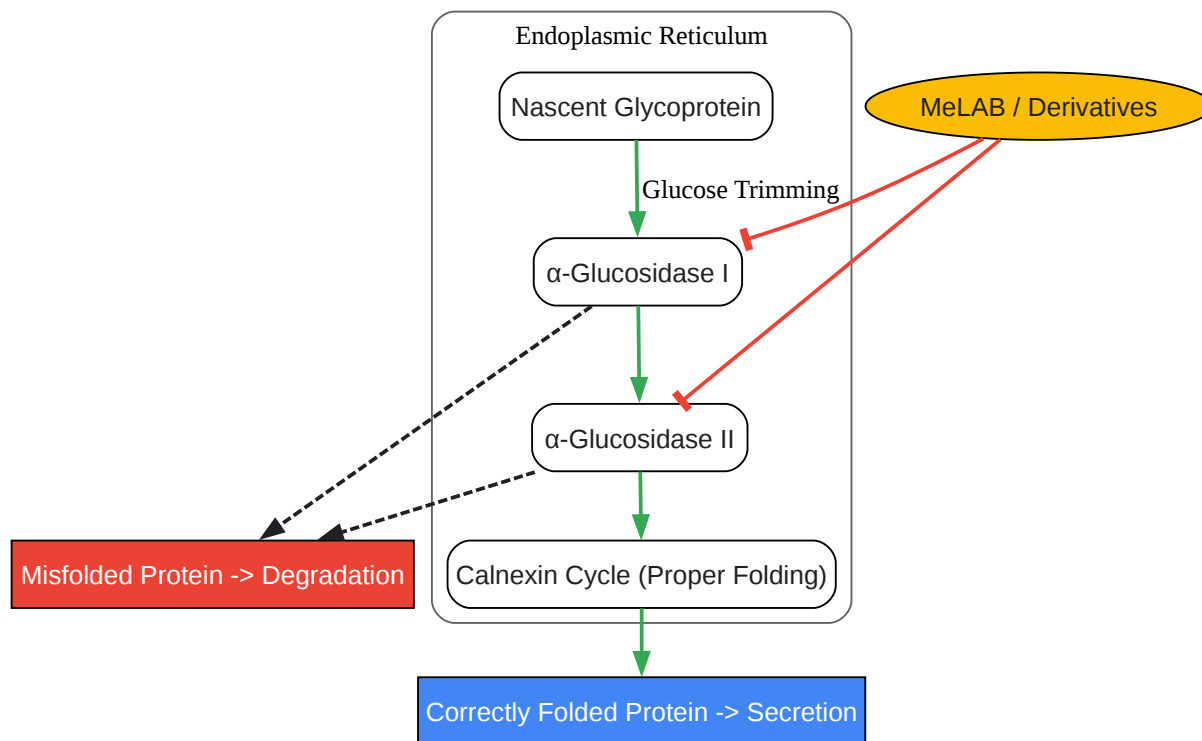 Endoplasmic Reticulum
Nascent Glycoprotein
MeLAB / Derivatives
Glucose Trimming
α-Glucosidase I
α-Glucosidase II
Misfolded Protein -> Degradation
Calnexin Cycle (Proper Folding)
Correctly Folded Protein -> Secretion